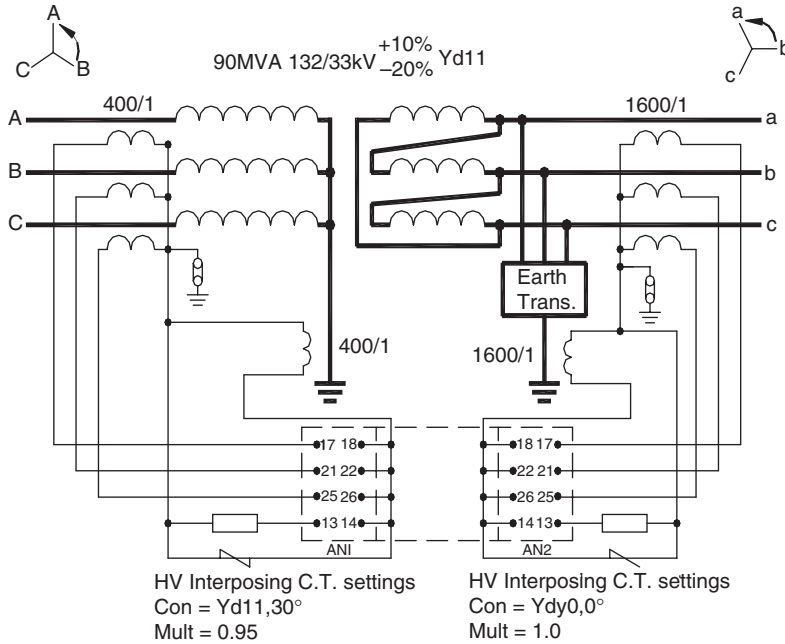 A
C B
90MVA 132/33kV +10% –20% Yd11
a
b
c
A 400/1 1600/1 a
B b
C c
Earth
Trans.
400/1 1600/1
17 18 18 17
21 22 22 21
25 26 26 25
13 14 14 13
AN1 AN2
HV Interposing C.T. settings
Con = Yd11,30°
Mult = 0.95
HV Interposing C.T. settings
Con = Ydy0,0°
Mult = 1.0